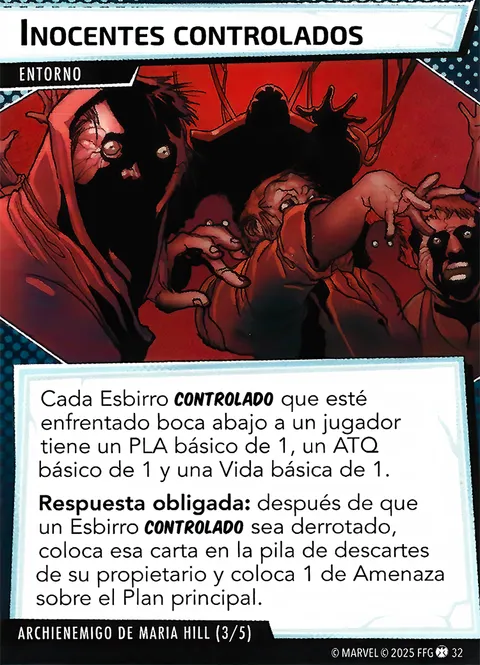 INOCENTES CONTROLADOS
ENTORNO
Cada Esbirro CONTROLADO que esté
enfrentado boca abajo a un jugador
tiene un PLA básico de 1, un ATQ
básico de 1 y una Vida básica de 1.
Respuesta obligada: después de que
un Esbirro CONTROLADO sea derrotado,
coloca esa carta en la pila de descartes
de su propietario y coloca 1 de Amenaza
sobre el Plan principal.
ARCHIENEMIGO DE MARIA HILL (3/5)
© MARVEL © 2025 FFG 32